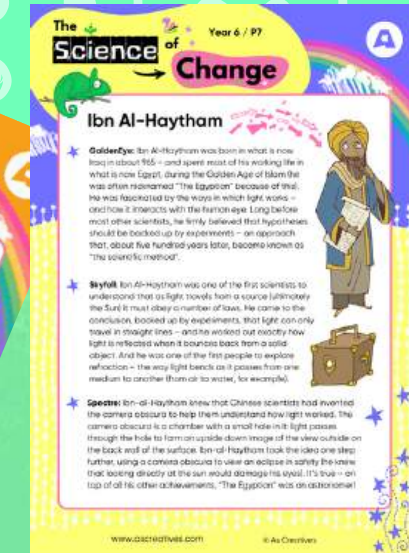 The
Science of
Change
Year 6 / P7
A
Ibn Al-Haytham
GoldenEye: Ibn Al-Haytham was born in what is now
Iraq in about 965 – and spent most of his working life in
what is now Egypt, during the Golden Age of Islam (he
was often nicknamed "The Egyptian" because of this).
He was fascinated by the ways in which light works –
and how it interacts with the human eye. Long before
most other scientists, he firmly believed that hypotheses
should be backed up by experiments – an approach
that, about five hundred years later, became known as
"the scientific method".
Skyfall: Ibn Al-Haytham was one of the first scientists to
understand that as light travels from a source (ultimately
the Sun) it must obey a number of laws. He came to the
conclusion, backed up by experiments, that light can only
travel in straight lines – and he worked out exactly how
light is reflected when it bounces back from a solid
object. And he was one of the first people to explore
refraction – the way light bends as it passes from one
medium to another (from air to water, for example).
Spectre: Ibn-al-Haytham knew that Chinese scientists had invented
the camera obscura to help them understand how light worked. The
camera obscura is a chamber with a small hole in it: light passes
through the hole to form an upside down image of the view outside on
the back wall of the surface. Ibn-al-Haytham took the idea one step
further, using a camera obscura to view an eclipse in safety (he knew
that looking directly at the sun would damage his eyes). It's true – on
top of all his other achievements, "The Egyptian" was an astronomer!
www.ascreatives.com
© As Creatives